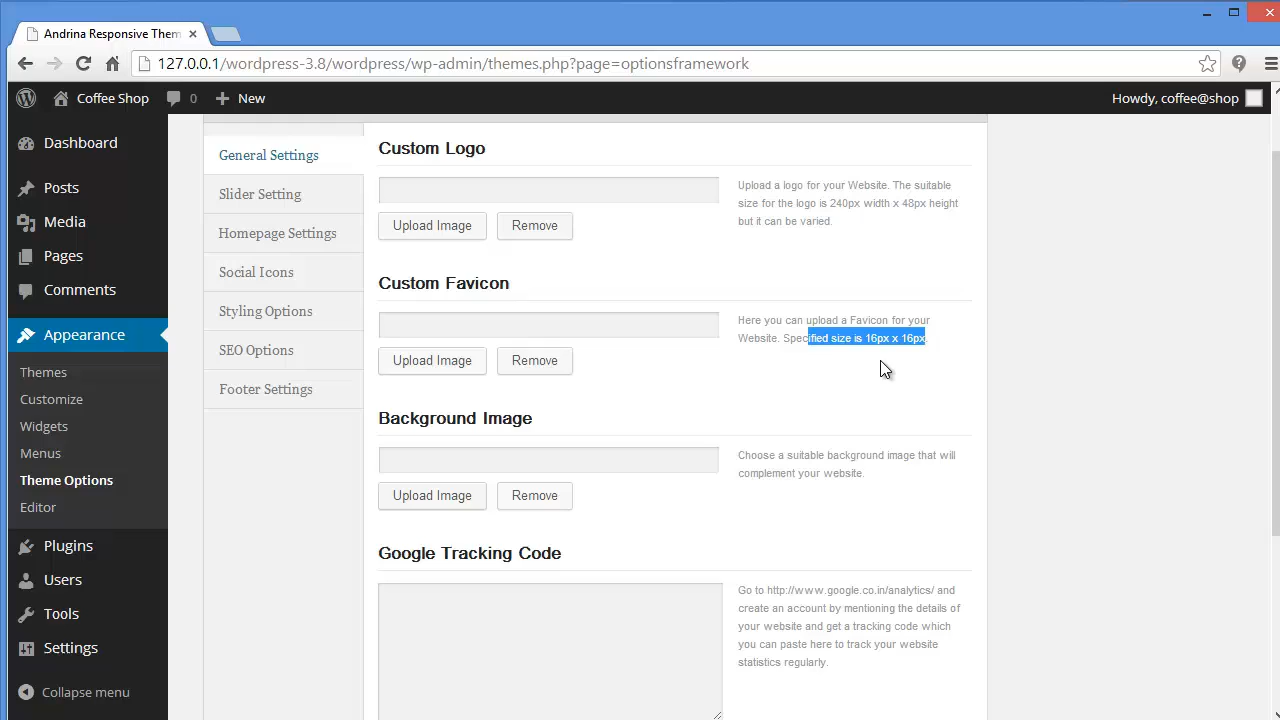 Andrina Responsive Them
127.0.0.1/wordpress-3.8/wordpress/wp-admin/themes.php?page=optionsframework
Coffee Shop 0 New Howdy, coffee@shop
Dashboard
Posts
Media
Pages
Comments
Appearance
Themes
Customize
Widgets
Menus
Theme Options
Editor
Plugins
Users
Tools
Settings
Collapse menu
General Settings
Slider Setting
Homepage Settings
Social Icons
Styling Options
SEO Options
Footer Settings
Custom Logo
Upload Image Remove
Upload a logo for your Website. The suitable
size for the logo is 240px width x 48px height
but it can be varied.
Custom Favicon
Upload Image Remove
Here you can upload a Favicon for your
Website. Specified size is 16px x 16px.
Background Image
Upload Image Remove
Choose a suitable background image that will
complement your website.
Google Tracking Code
Go to http://www.google.co.in/analytics/ and
create an account by mentioning the details of
your website and get a tracking code which
you can paste here to track your website
statistics regularly.